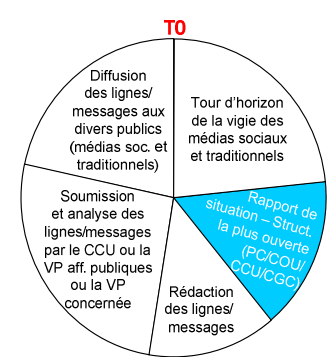 T0
Tour d'horizon
de la vigie des
médias sociaux
et traditionnels
Rapport de
situation – Struct.
la plus ouverte
(PC/COU/
CCU/CGC)
Rédaction
des lignes/
messages
Soumission
et analyse des
lignes/messages
par le CCU ou la
VP aff. publiques
ou la VP
concernée
Diffusion
des lignes/
messages aux
divers publics
(médias soc. et
traditionnels)